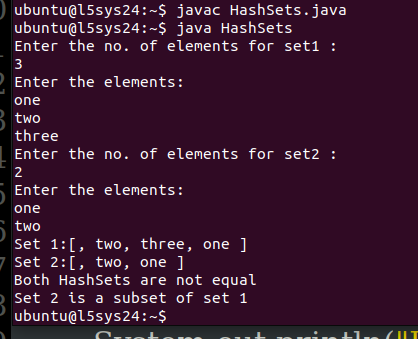 ubuntu@l5sys24:~$ javac HashSets.java
ubuntu@l5sys24:~$ java HashSets
Enter the no. of elements for set1 :
3
Enter the elements:
one
two
three
Enter the no. of elements for set2 :
2
Enter the elements:
one
two
Set 1:[, two, three, one ]
Set 2:[, two, one ]
Both HashSets are not equal
Set 2 is a subset of set 1
ubuntu@l5sys24:~$